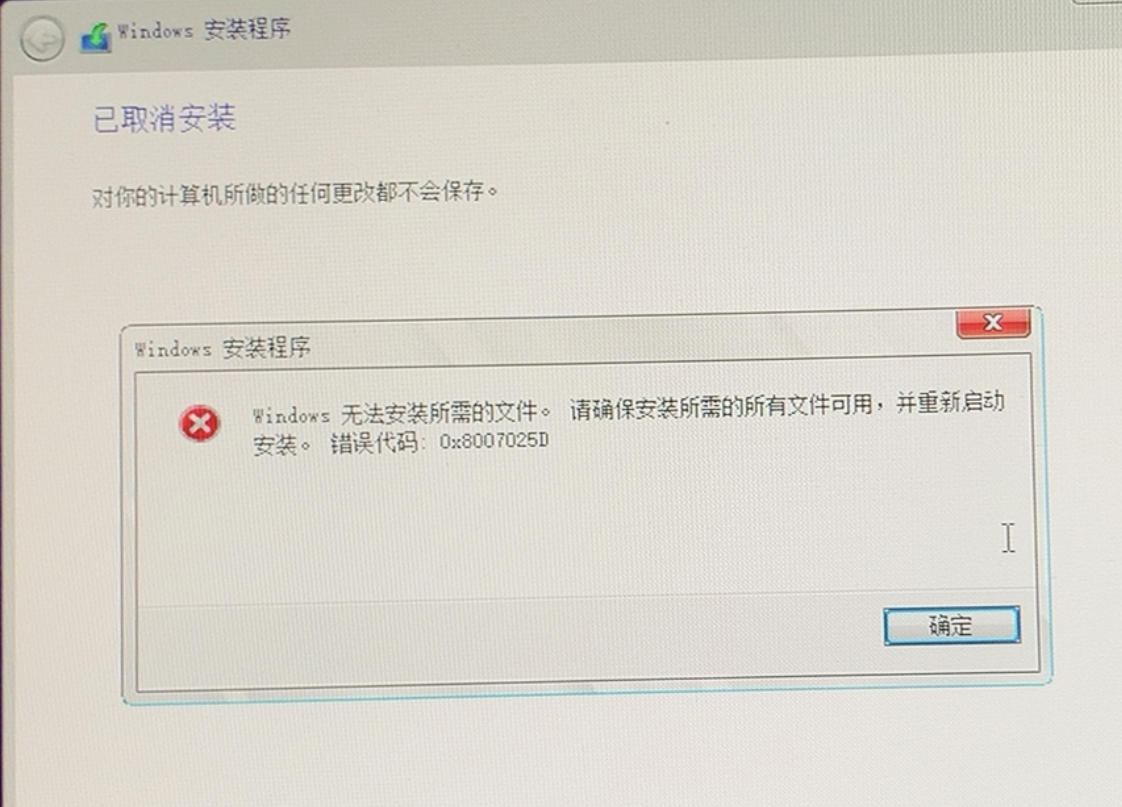 Windows 安装程序
已取消安装
对你的计算机所做的任何更改都不会保存。
Windows 安装程序
Windows 无法安装所需的文件。 请确保安装所需的所有文件可用，并重新启动
安装。 错误代码: 0x8007025D
确定